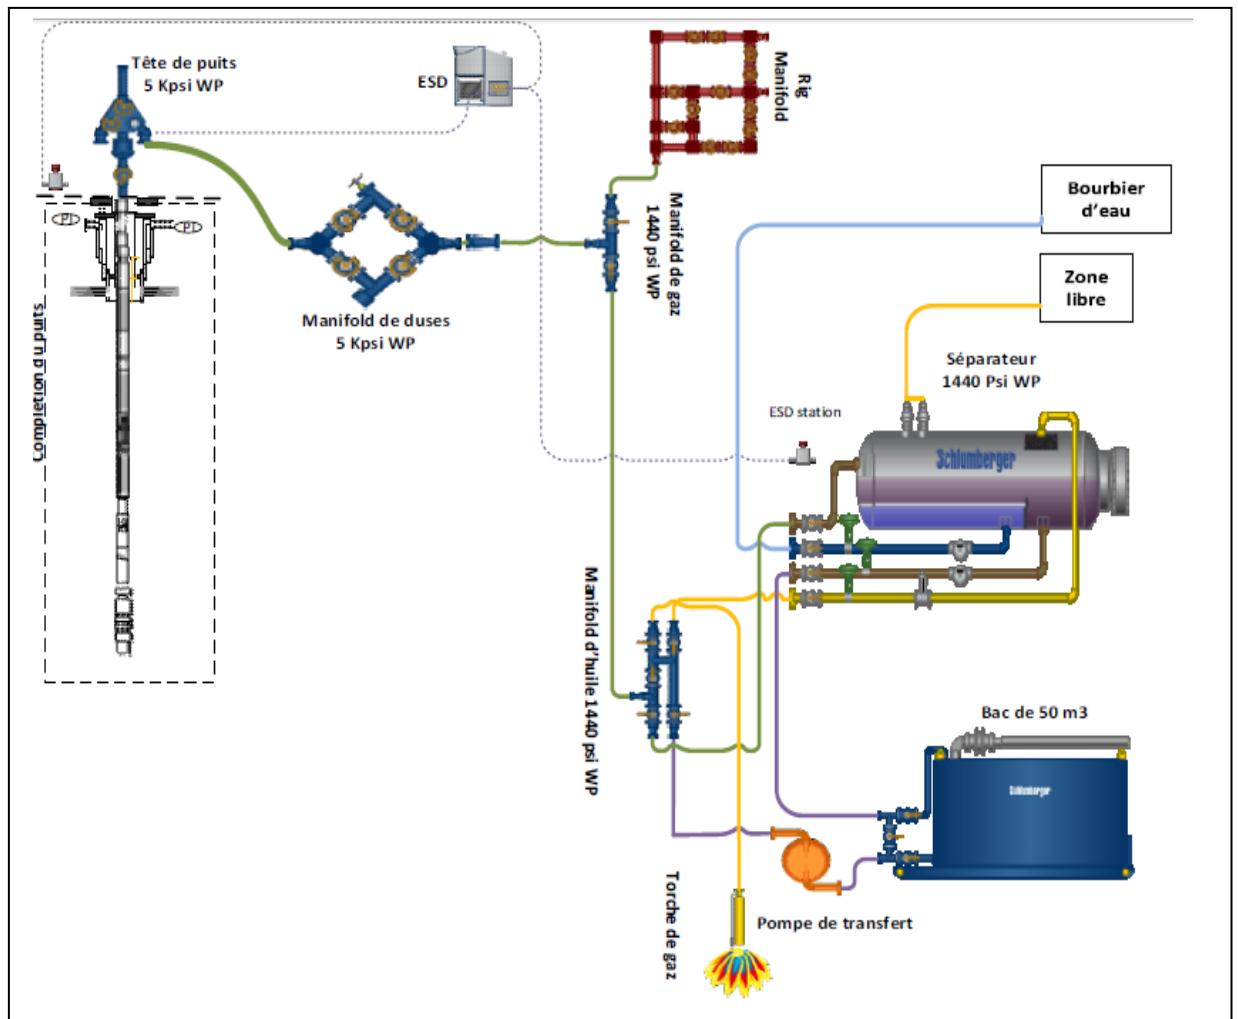 Tête de puits
5 Kpsi WP
ESD
Rig
Manifold
Bourbier
d'eau
Zone
libre
PI
PI
Manifold de gaz
1440 psi WP
Manifold de duses
5 Kpsi WP
Séparateur
1440 Psi WP
ESD station
Schlumberger
Complétion du puits
Manifold d'huile 1440 psi WP
Bac de 50 m3
Schlumberger
Torche de gaz
Pompe de transfert